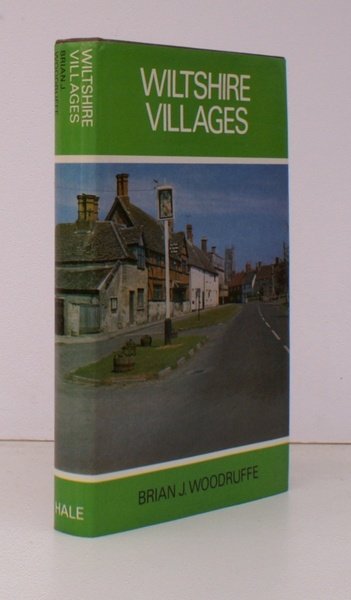 WILTSHIRE
VILLAGES
BRIAN J. WOODRUFFE
WILTSHIRE
VILLAGES
BRIAN J.
WOODRUFFE
HALE